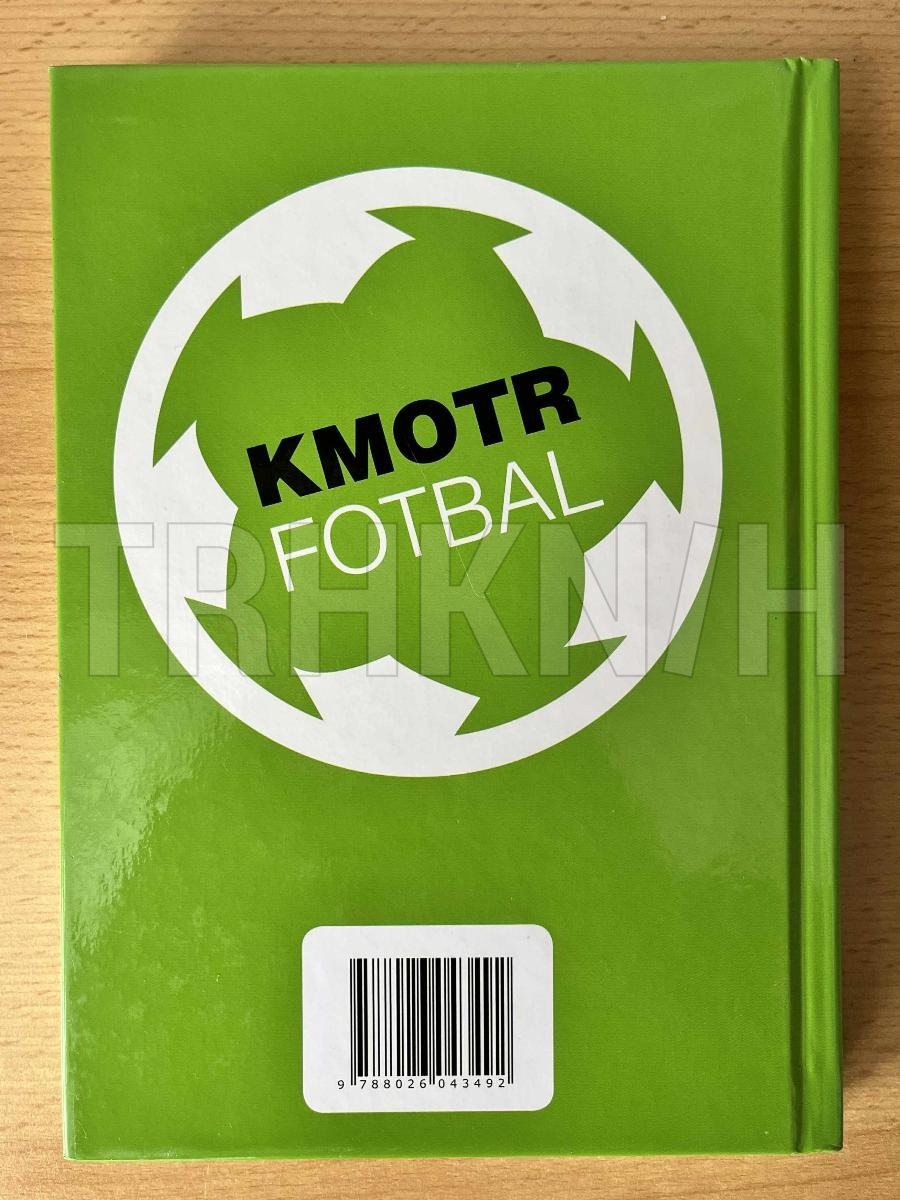 KMOTR
FOTBAL
TRHKNIH
9 788026 043492